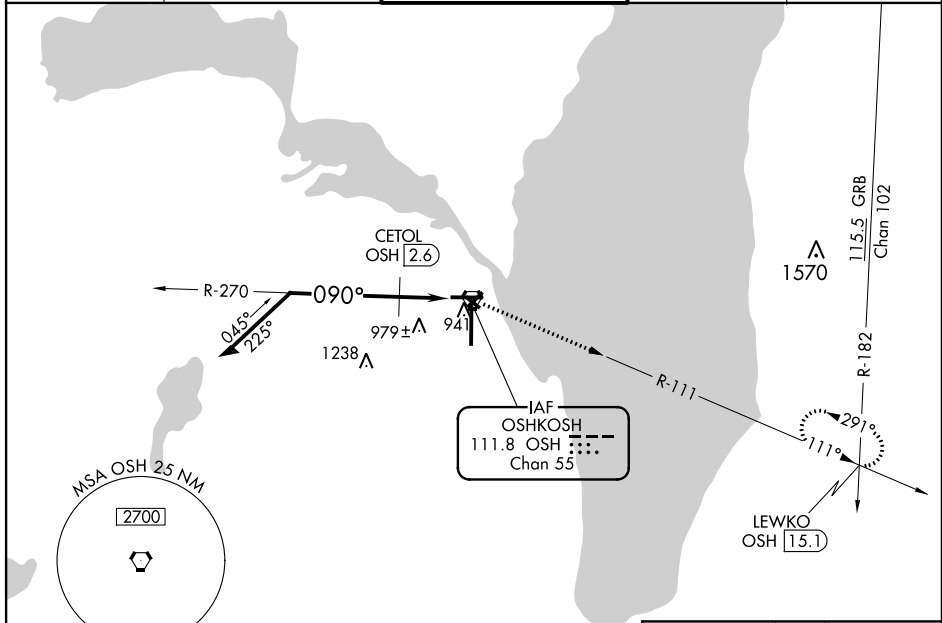 CETOL
OSH 2.6
R-270
090°
045°
225°
979±
941
1238
1570
115.5 GRB
Chan 102
R-182
R-111
291°
111°
IAF
OSHKOSH
111.8 OSH
Chan 55
LEWKO
OSH 15.1
MSA OSH 25 NM
2700